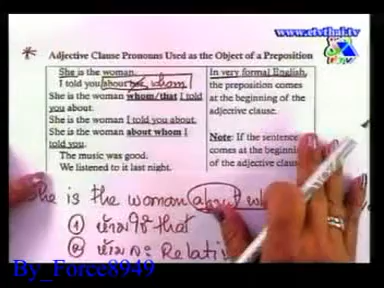 www.etvthai.tv
etv
* Adjective Clause Pronouns Used as the Object of a Preposition
She is the woman.
I told you about her. whom
She is the woman whom/that I told
you about.
She is the woman I told you about.
She is the woman about whom I
told you.
The music was good.
We listened to it last night.
In very formal English,
the preposition comes
at the beginning of the
adjective clause.
Note: If the sentence
comes at the beginning
of the adjective claus
She is the woman about wh
① ห้ามใช้ that
② ห้ามละ Relati
By_Force8949